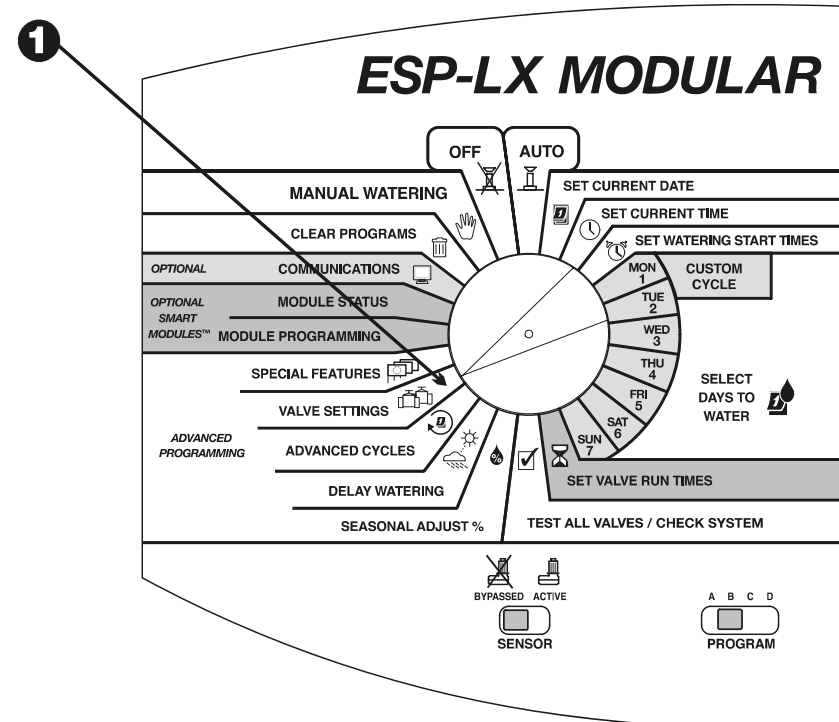 1
ESP-LX MODULAR
OFF
AUTO
MANUAL WATERING
CLEAR PROGRAMS
OPTIONAL
COMMUNICATIONS
OPTIONAL
SMART
MODULES™
MODULE STATUS
MODULE PROGRAMMING
SPECIAL FEATURES
VALVE SETTINGS
ADVANCED
PROGRAMMING
ADVANCED CYCLES
DELAY WATERING
SEASONAL ADJUST %
SET CURRENT DATE
SET CURRENT TIME
SET WATERING START TIMES
MON
1
CUSTOM
CYCLE
TUE
2
WED
3
THU
4
FRI
5
SAT
6
SUN
7
SELECT
DAYS TO
WATER
SET VALVE RUN TIMES
TEST ALL VALVES / CHECK SYSTEM
BYPASSED ACTIVE
SENSOR
A B C D
PROGRAM